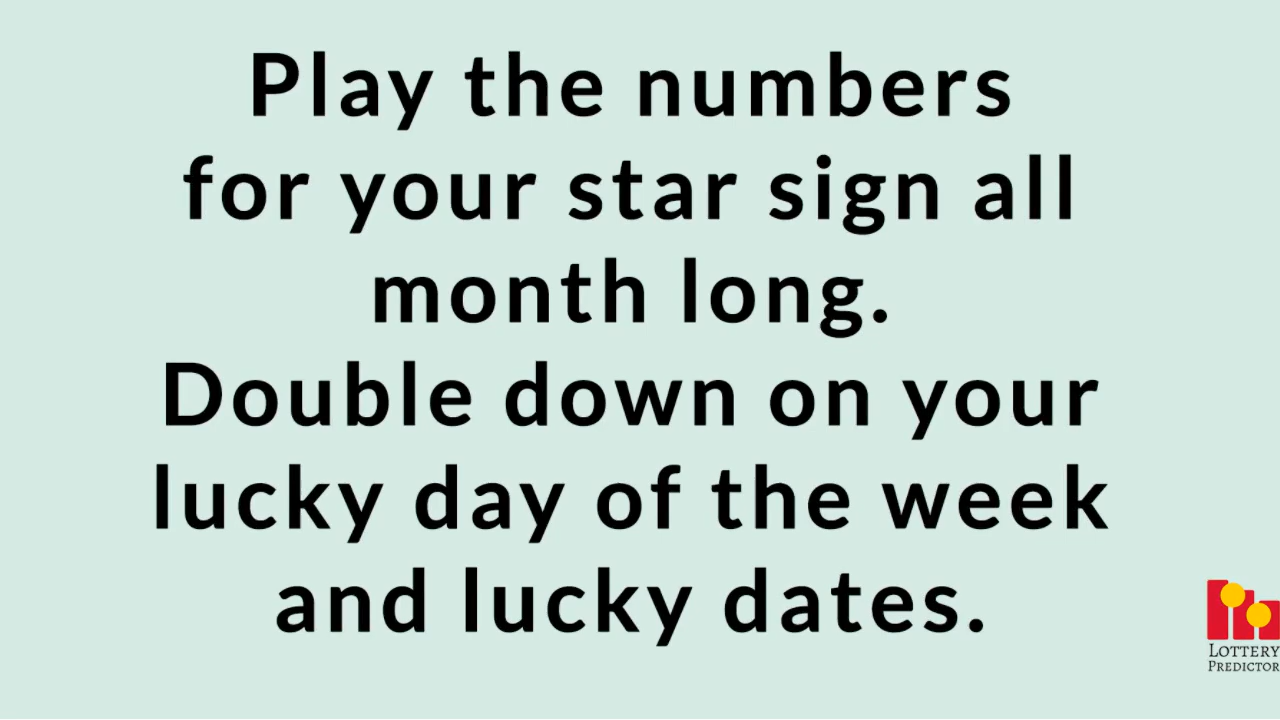 Play the numbers
for your star sign all
month long.
Double down on your
lucky day of the week
and lucky dates.
LOTTERY
PREDICTOR